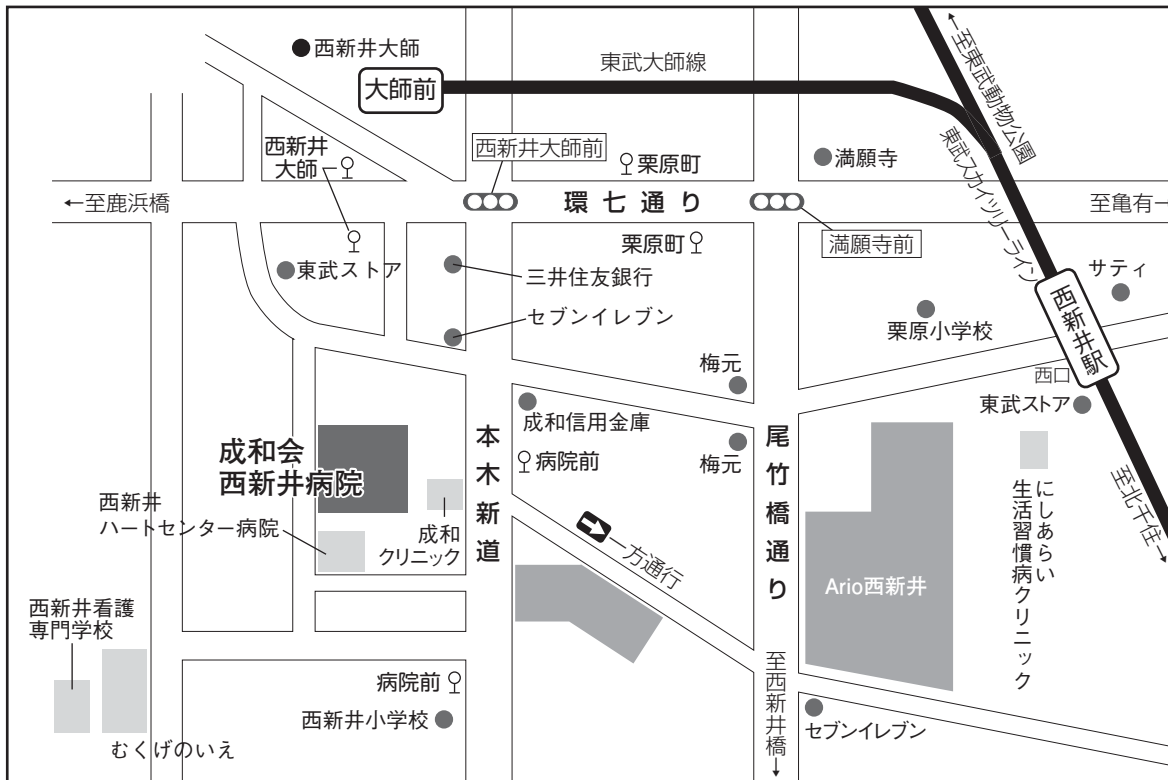 西新井大師
大師前
東武大師線
←至東武動物公園
東武スカイツリーライン
西新井
大師
西新井大師前
栗原町
満願寺
←至鹿浜橋
環七通り
至亀有→
栗原町
満願寺前
東武ストア
三井住友銀行
セブンイレブン
サティ
栗原小学校
西新井駅
西口
東武ストア
梅元
成和信用金庫
梅元
病院前
本木新道
尾竹橋通り
成和会
西新井病院
西新井
ハートセンター病院
成和
クリニック
一方通行
Ario西新井
にしあらい
生活習慣病クリニック
至北千住→
西新井看護
専門学校
むくげのいえ
病院前
西新井小学校
至西新井橋→
セブンイレブン